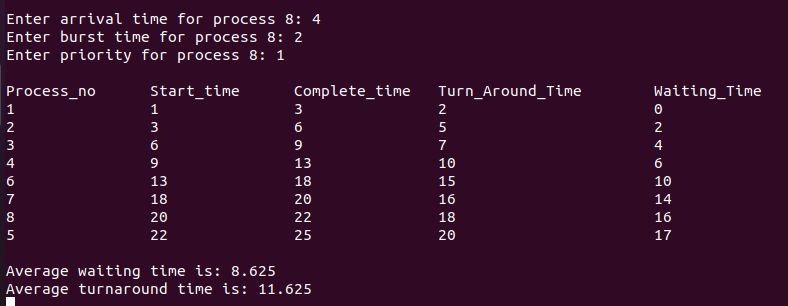 Enter arrival time for process 8: 4
Enter burst time for process 8: 2
Enter priority for process 8: 1
Process_no Start_time Complete_time Turn_Around_Time Waiting_Time
1 1 3 2 0
2 3 6 5 2
3 6 9 7 4
4 9 13 10 6
6 13 18 15 10
7 18 20 16 14
8 20 22 18 16
5 22 25 20 17
Average waiting time is: 8.625
Average turnaround time is: 11.625